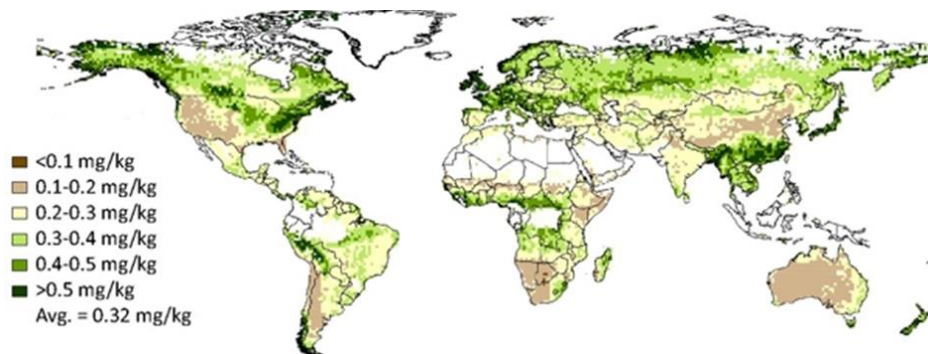 <0.1 mg/kg
0.1-0.2 mg/kg
0.2-0.3 mg/kg
0.3-0.4 mg/kg
0.4-0.5 mg/kg
>0.5 mg/kg
Avg. = 0.32 mg/kg